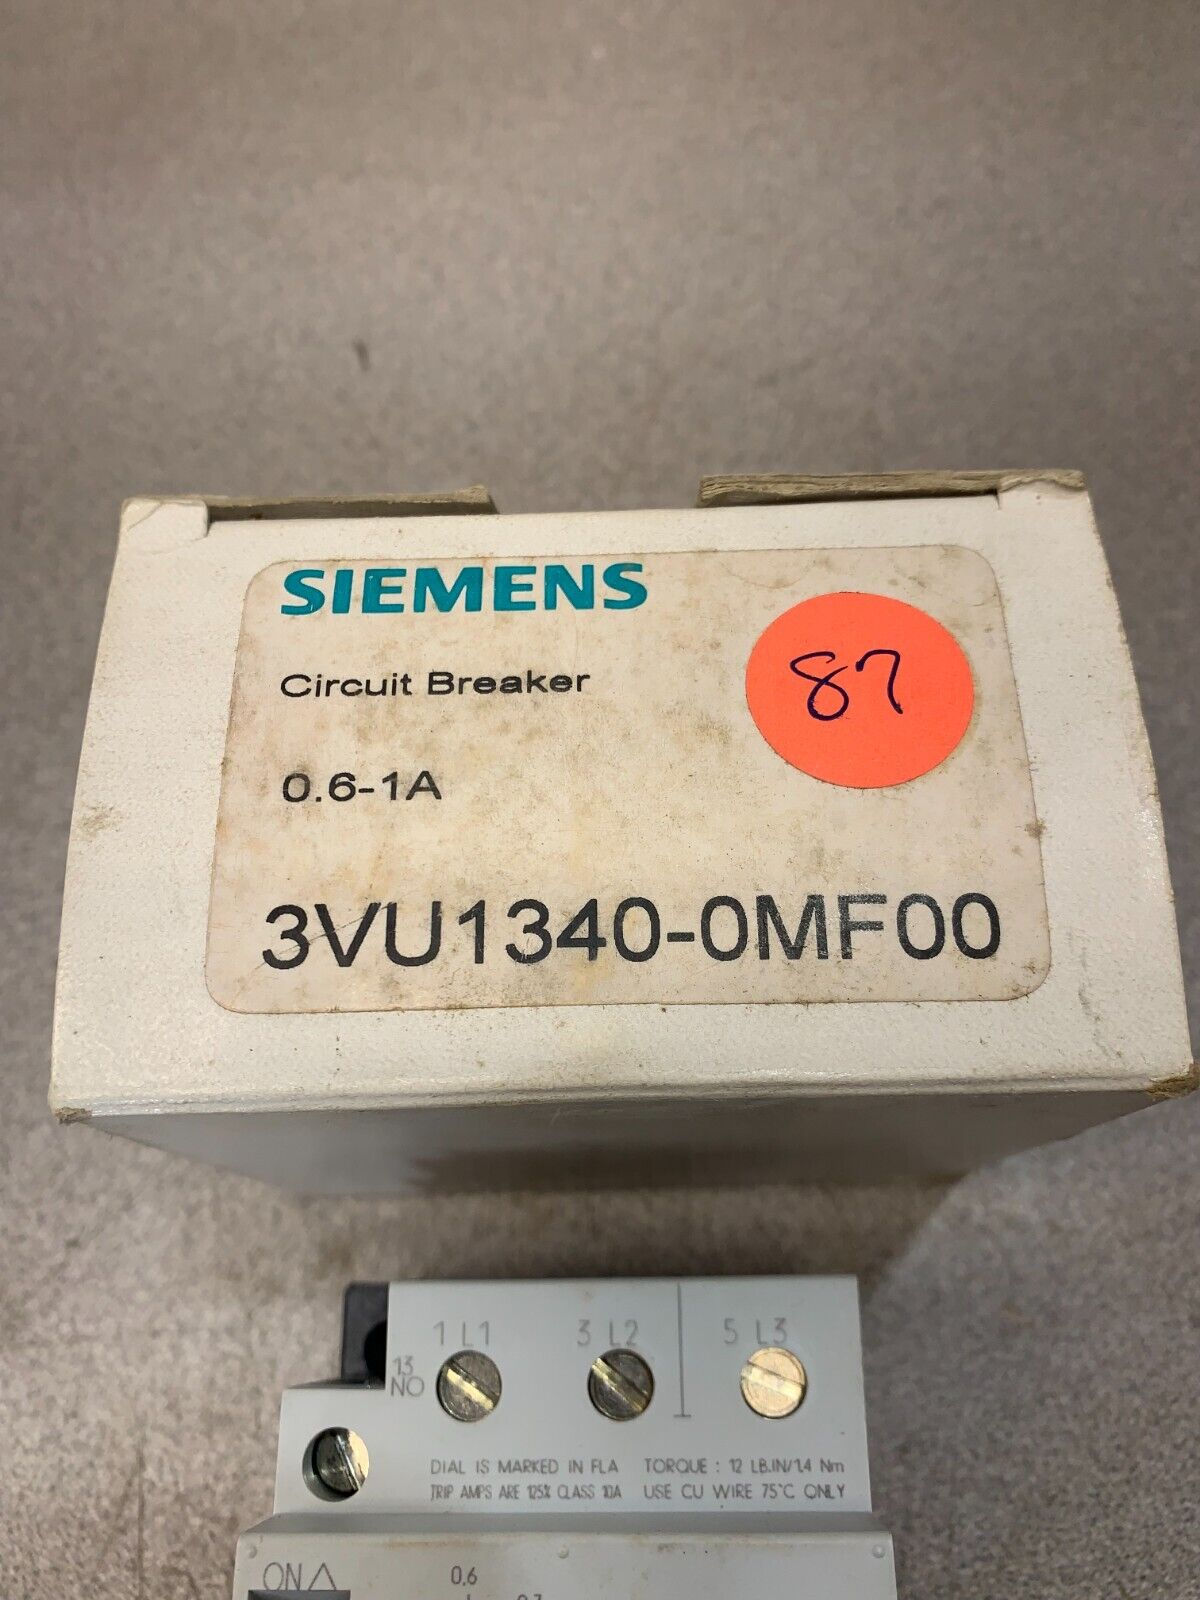 SIEMENS
Circuit Breaker
87
0.6-1A
3VU1340-0MF00
1 L1 3 L2 5 L3
13
NO
DIAL IS MARKED IN FLA TORQUE : 12 LB.IN/1.4 Nm
TRIP AMPS ARE 125% CLASS 10A USE CU WIRE 75°C ONLY
ON △ 0,6